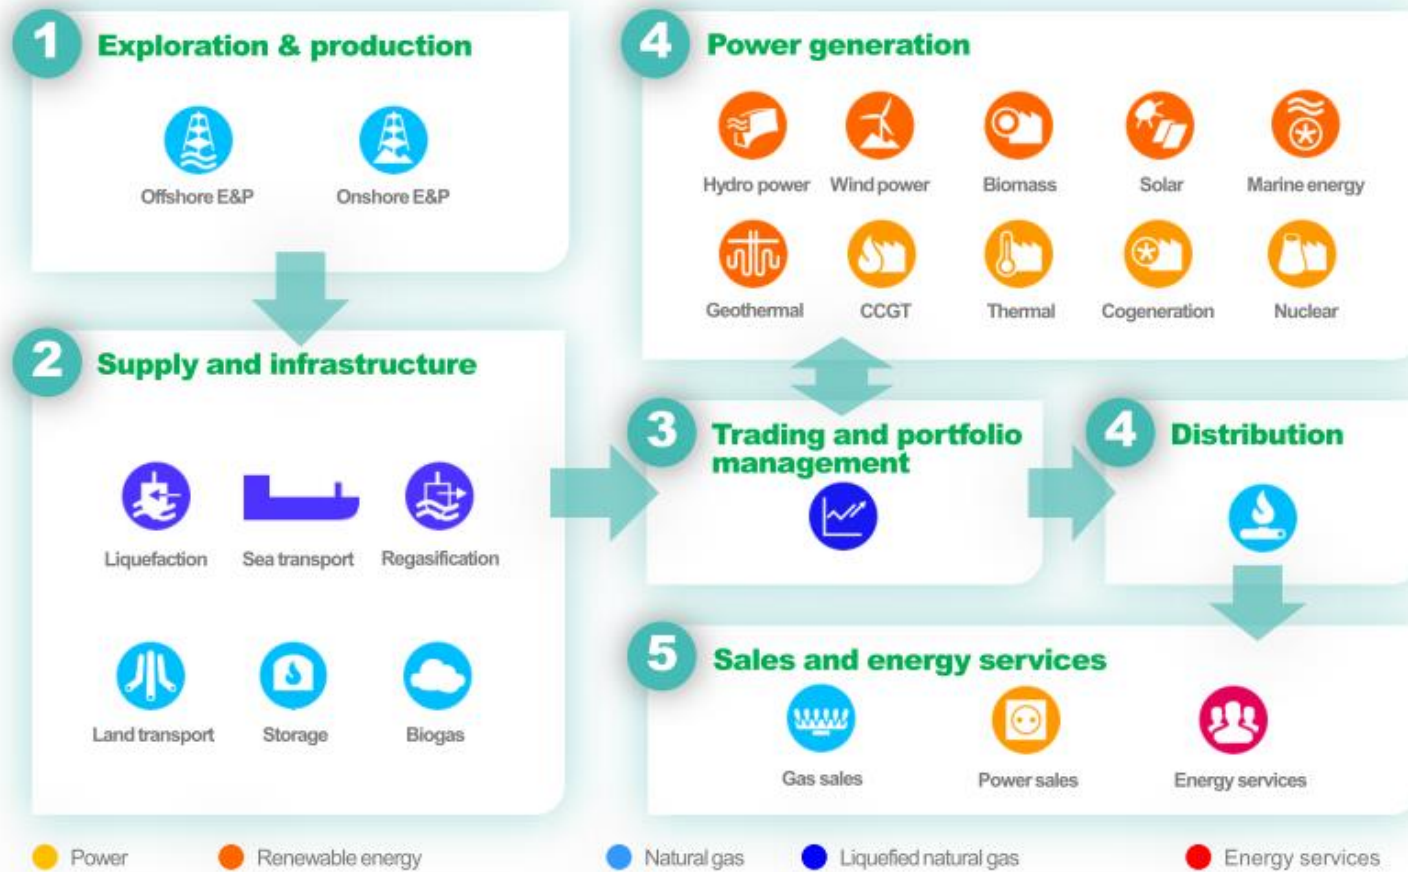 1 Exploration & production
Offshore E&P Onshore E&P
2 Supply and infrastructure
Liquefaction Sea transport Regasification
Land transport Storage Biogas
4 Power generation
Hydro power Wind power Biomass Solar Marine energy
Geothermal CCGT Thermal Cogeneration Nuclear
3 Trading and portfolio
management
4 Distribution
5 Sales and energy services
Gas sales Power sales Energy services
Power Renewable energy Natural gas Liquefied natural gas Energy services